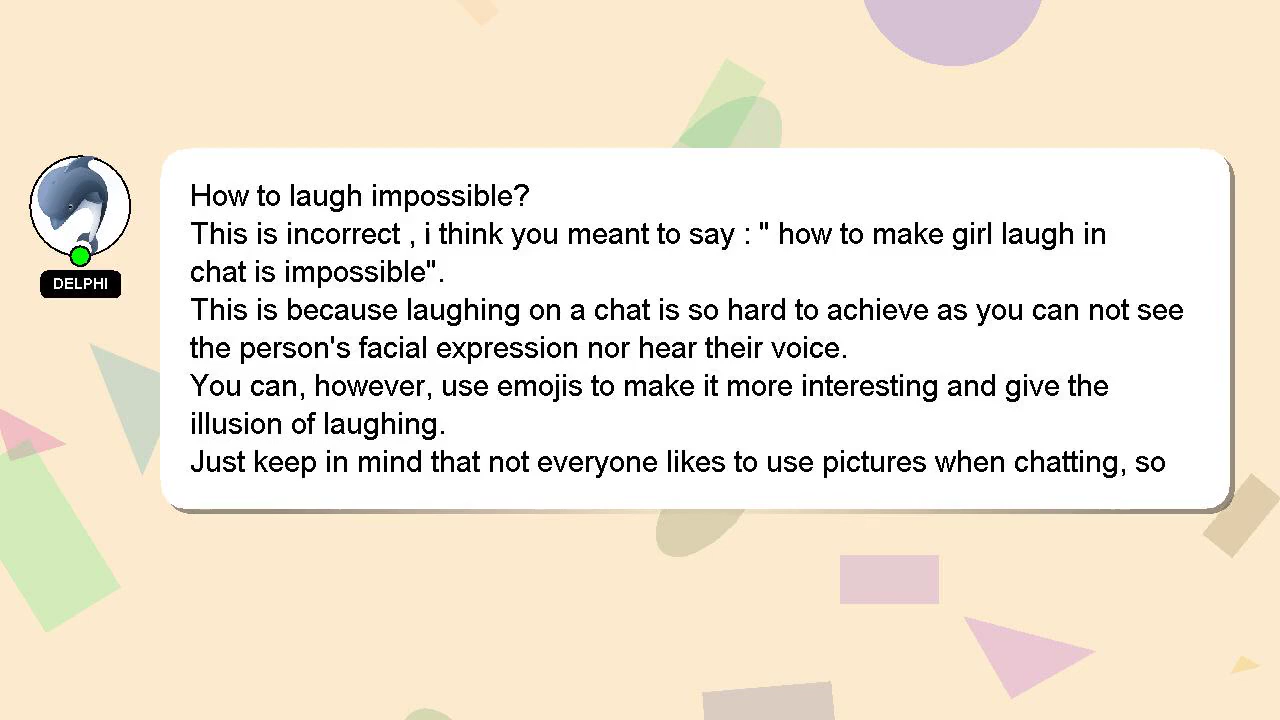 How to laugh impossible?
This is incorrect , i think you meant to say : " how to make girl laugh in
chat is impossible".
This is because laughing on a chat is so hard to achieve as you can not see
the person's facial expression nor hear their voice.
You can, however, use emojis to make it more interesting and give the
illusion of laughing.
Just keep in mind that not everyone likes to use pictures when chatting, so
DELPHI